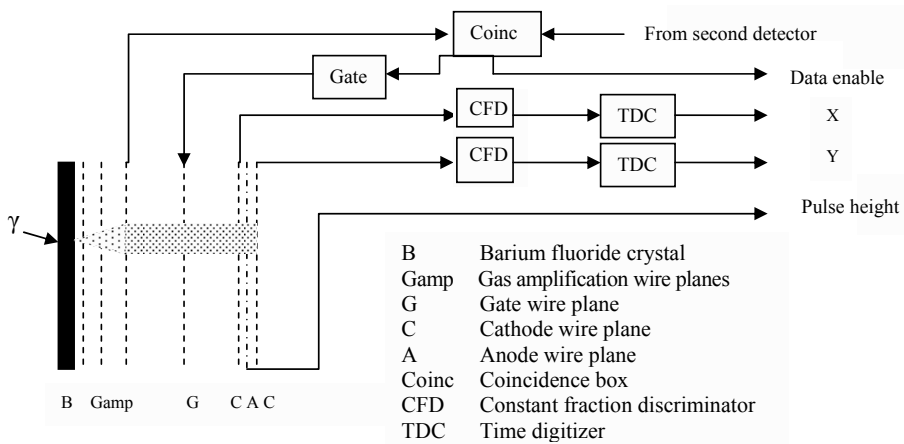 Coinc
From second detector
Gate
Data enable
CFD
TDC
X
CFD
TDC
Y
Pulse height
γ
B Barium fluoride crystal
Gamp Gas amplification wire planes
G Gate wire plane
C Cathode wire plane
A Anode wire plane
Coinc Coincidence box
CFD Constant fraction discriminator
TDC Time digitizer
B Gamp G C A C